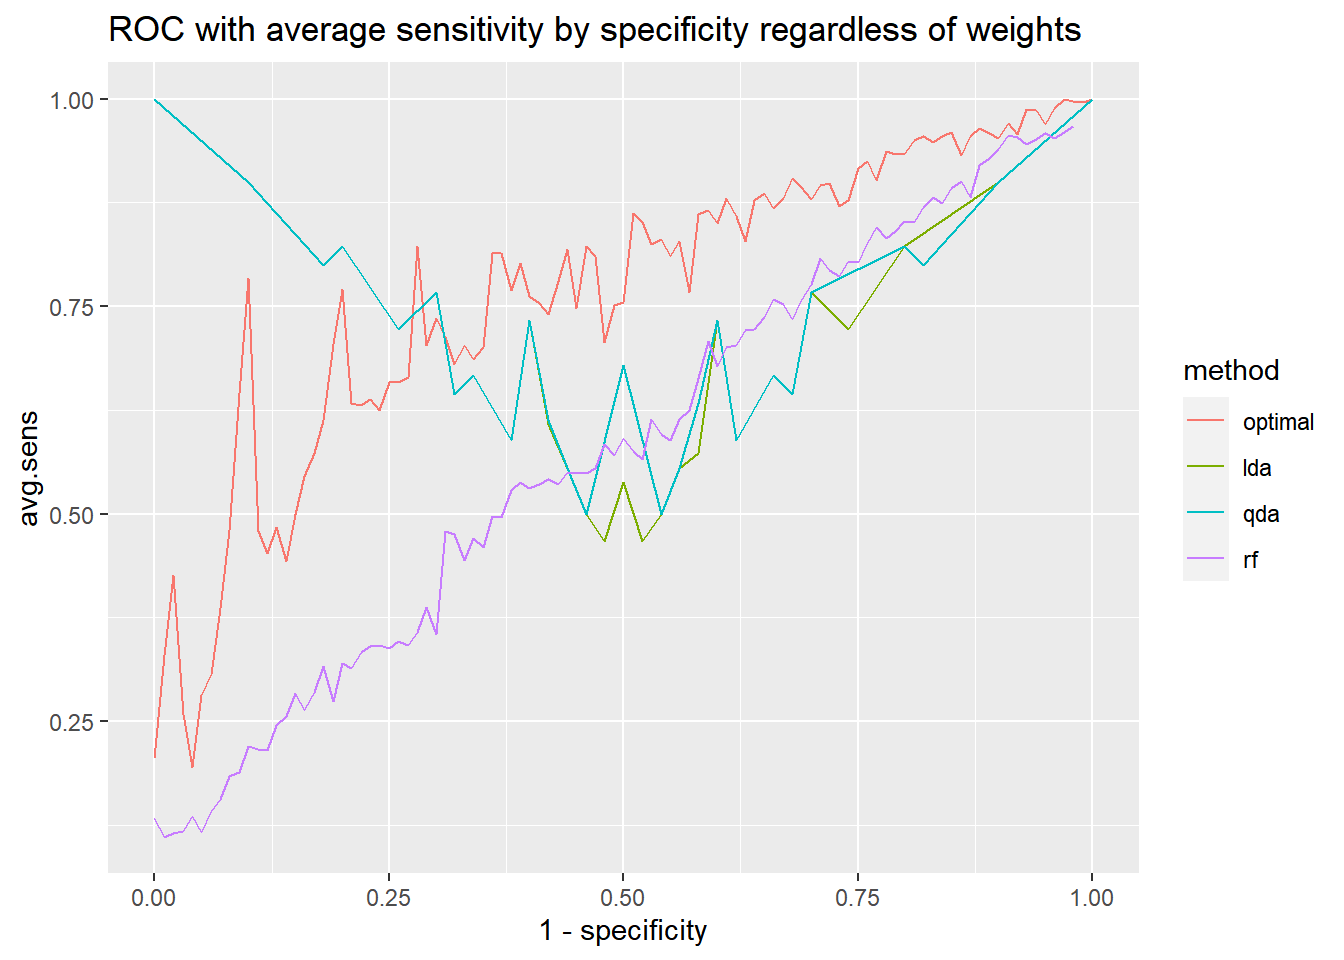 ROC with average sensitivity by specificity regardless of weights
1.00
0.75
0.50
0.25
avg.sens
0.00 0.25 0.50 0.75 1.00
1 - specificity
method
optimal
lda
qda
rf